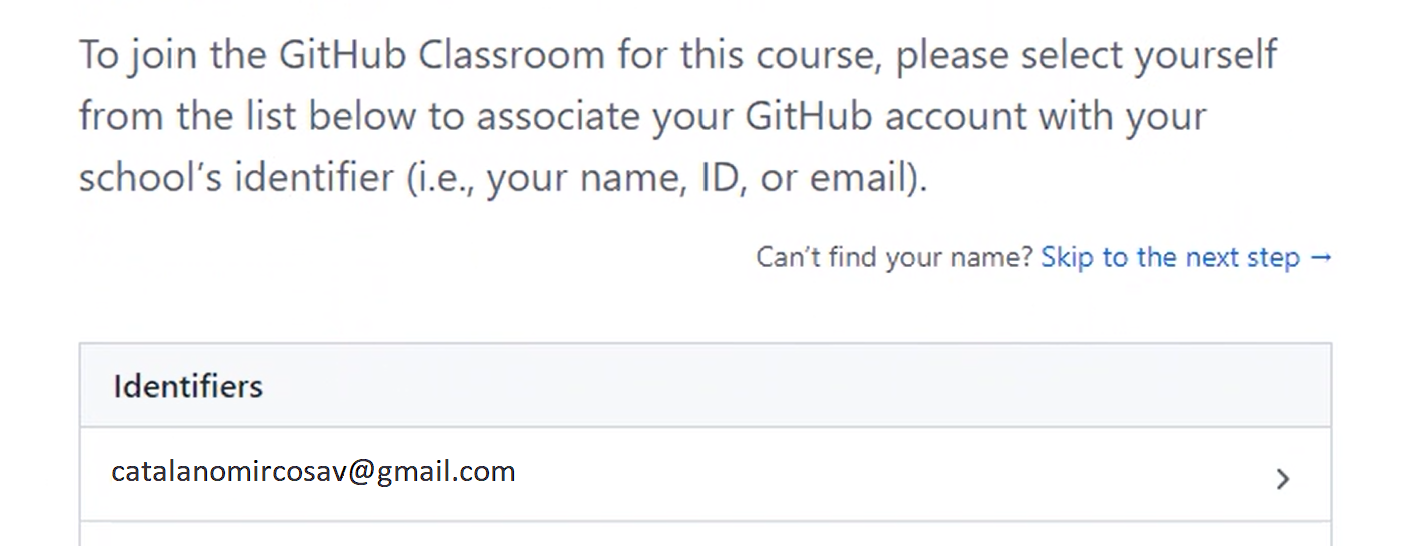 To join the GitHub Classroom for this course, please select yourself
from the list below to associate your GitHub account with your
school’s identifier (i.e., your name, ID, or email).
Can’t find your name? Skip to the next step →
Identifiers
catalanomircosav@gmail.com